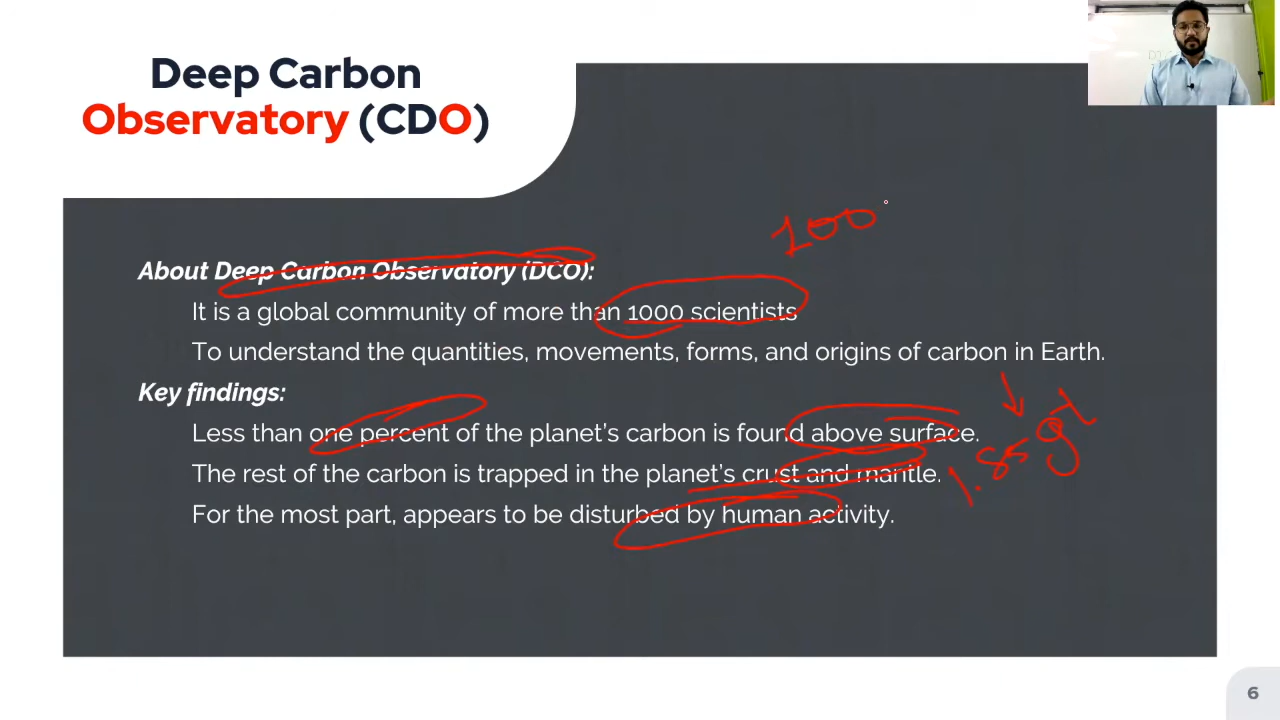 Deep Carbon
Observatory (CDO)
100
About Deep Carbon Observatory (DCO):
It is a global community of more than 1000 scientists
To understand the quantities, movements, forms, and origins of carbon in Earth.
Key findings:
Less than one percent of the planet's carbon is found above surface.
The rest of the carbon is trapped in the planet's crust and mantle.
1.85 gt
For the most part, appears to be disturbed by human activity.
6